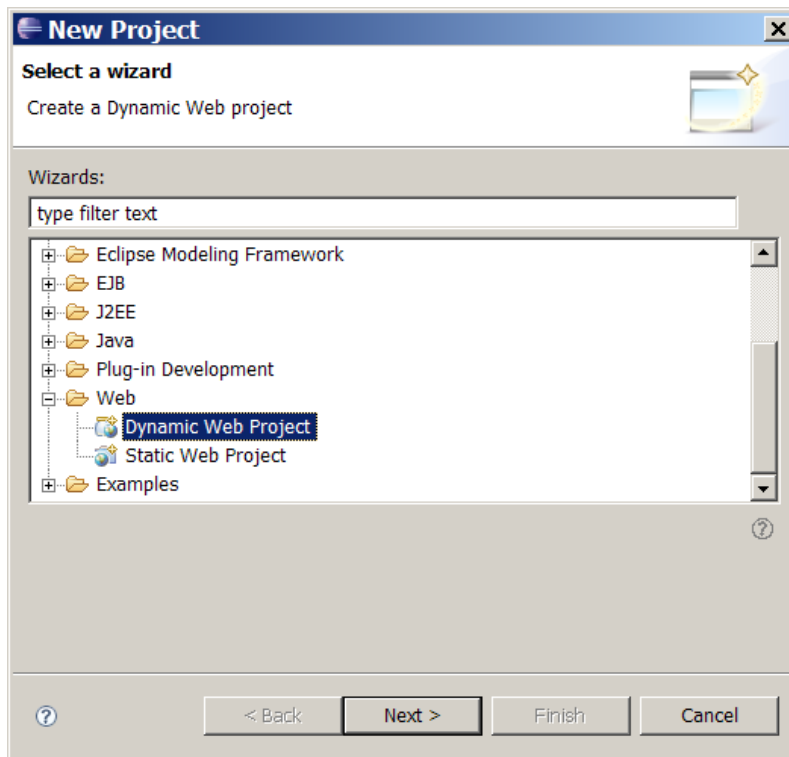 New Project
Select a wizard
Create a Dynamic Web project
Wizards:
type filter text
Eclipse Modeling Framework
EJB
J2EE
Java
Plug-in Development
Web
Dynamic Web Project
Static Web Project
Examples
< Back Next > Finish Cancel